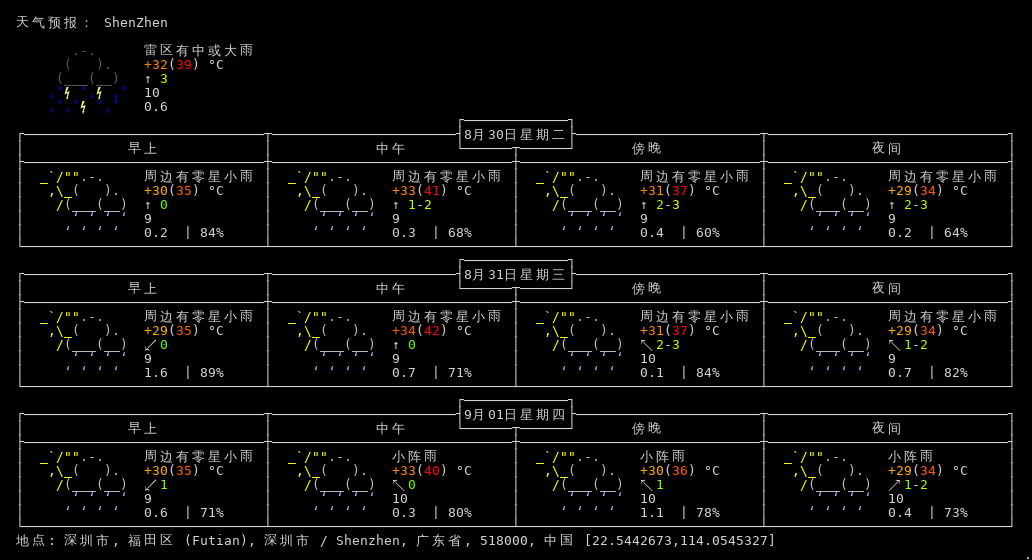 天气预报： ShenZhen
雷区有中或大雨
+32(39) °C
↑ 3
10
0.6
8月30日星期二
早上 中午 傍晚 夜间
周边有零星小雨 周边有零星小雨 周边有零星小雨 周边有零星小雨
+30(35) °C +33(41) °C +31(37) °C +29(34) °C
↑ 0 ↑ 1-2 ↑ 2-3 ↑ 2-3
9 9 9 9
0.2 | 84% 0.3 | 68% 0.4 | 60% 0.2 | 64%
8月31日星期三
早上 中午 傍晚 夜间
周边有零星小雨 周边有零星小雨 周边有零星小雨 周边有零星小雨
+29(35) °C +34(42) °C +31(37) °C +29(34) °C
↙ 0 ↑ 0 ↖ 2-3 ↖ 1-2
9 9 10 9
1.6 | 89% 0.7 | 71% 0.1 | 84% 0.7 | 82%
9月01日星期四
早上 中午 傍晚 夜间
周边有零星小雨 小阵雨 周边有零星小雨 小阵雨
+30(35) °C +33(40) °C +30(36) °C +29(34) °C
↙ 1 ↖ 0 ↖ 1 ↗ 1-2
9 10 10 10
0.6 | 71% 0.3 | 80% 1.1 | 78% 0.4 | 73%
地点: 深圳市, 福田区 (Futian), 深圳市 / Shenzhen, 广东省, 518000, 中国 [22.5442673,114.0545327]